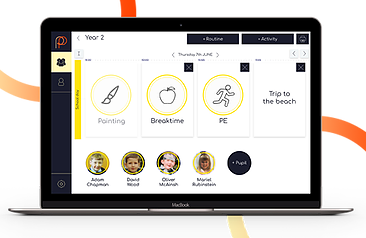 Year 2
+ Routine
+ Activity
Thursday 7th JUNE
School day
Painting
Breaktime
PE
Trip to
the beach
Adam
Chapman
David
Wood
Oliver
McAinsh
Mariel
Rubinstein
+ Pupil
MacBook